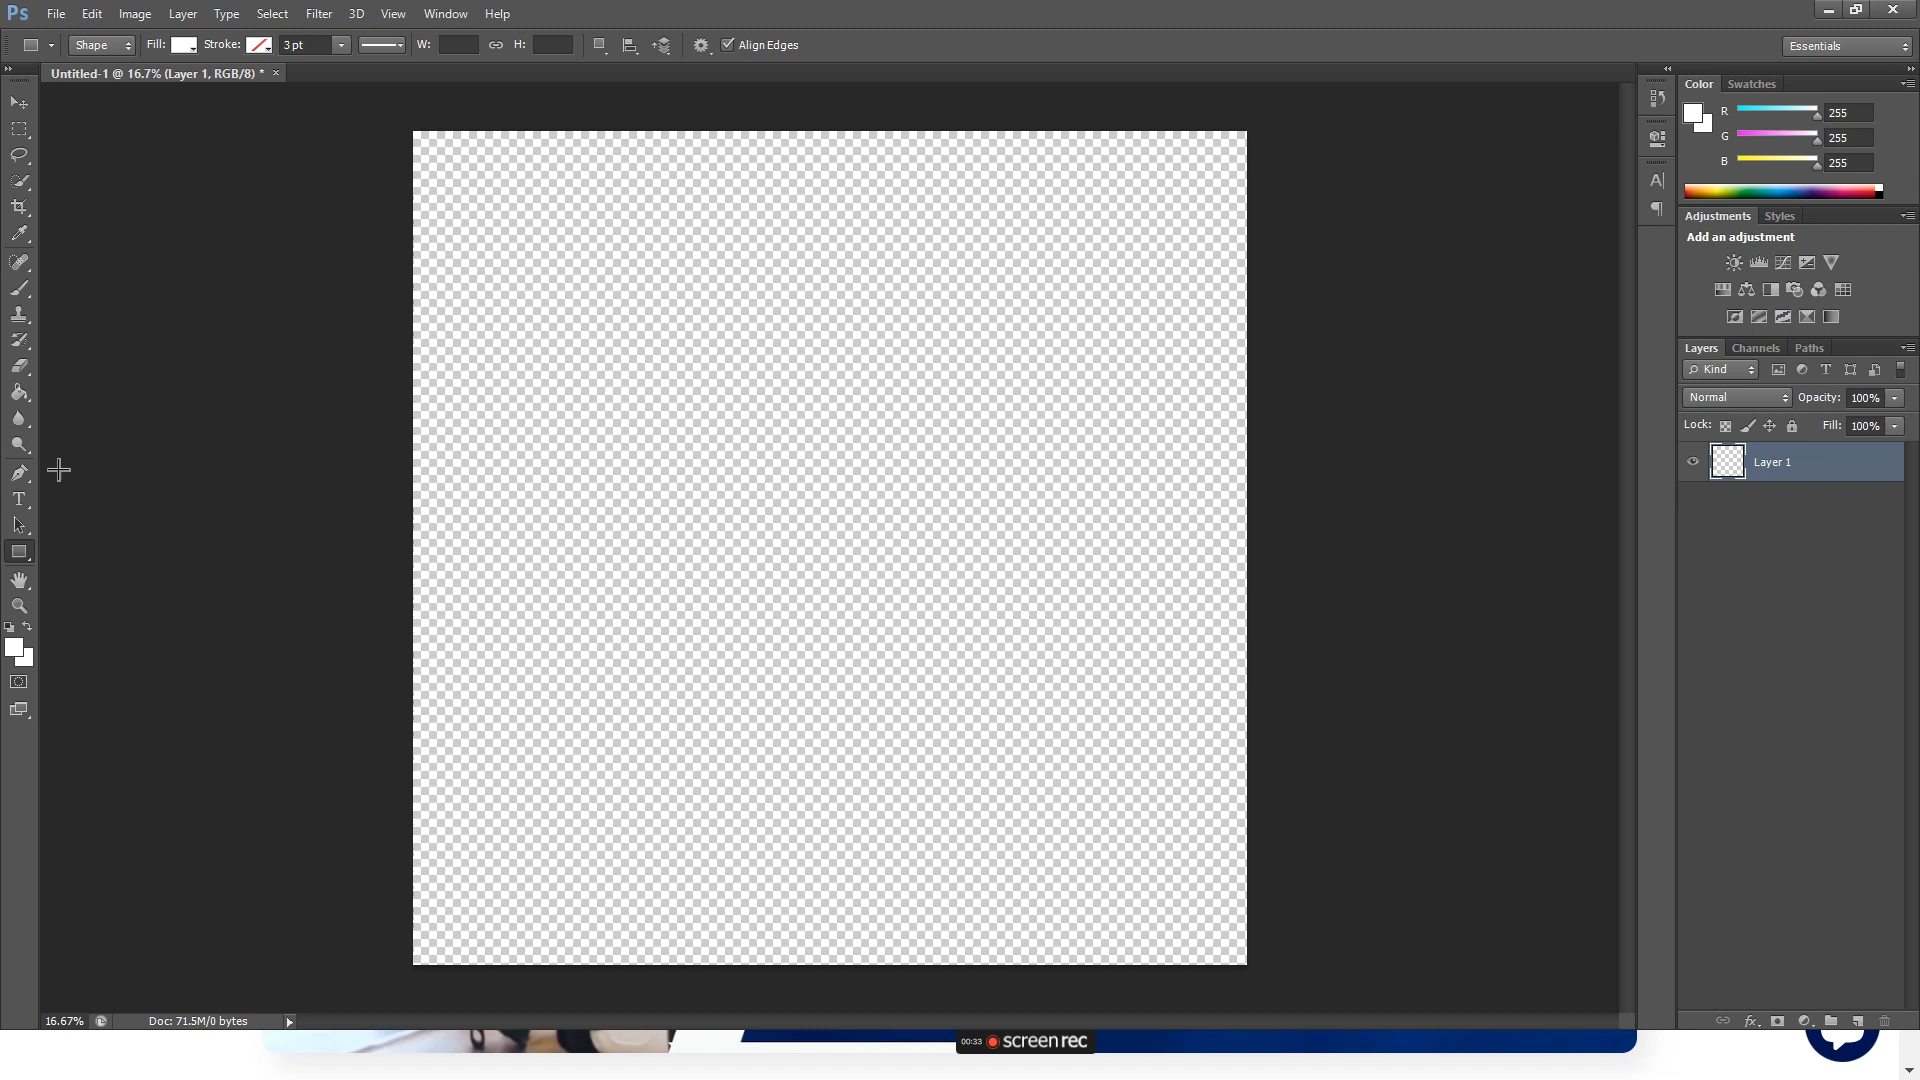 Ps File Edit Image Layer Type Select Filter 3D View Window Help
Shape Fill: Stroke: 3 pt W: H: Align Edges Essentials
Untitled-1 @ 16.7% (Layer 1, RGB/8) * ×
Color Swatches
R 255
G 255
B 255
Adjustments Styles
Add an adjustment
Layers Channels Paths
Kind
Normal Opacity: 100%
Lock: Fill: 100%
Layer 1
16.67% Doc: 71.5M/0 bytes
00:33 screenrec